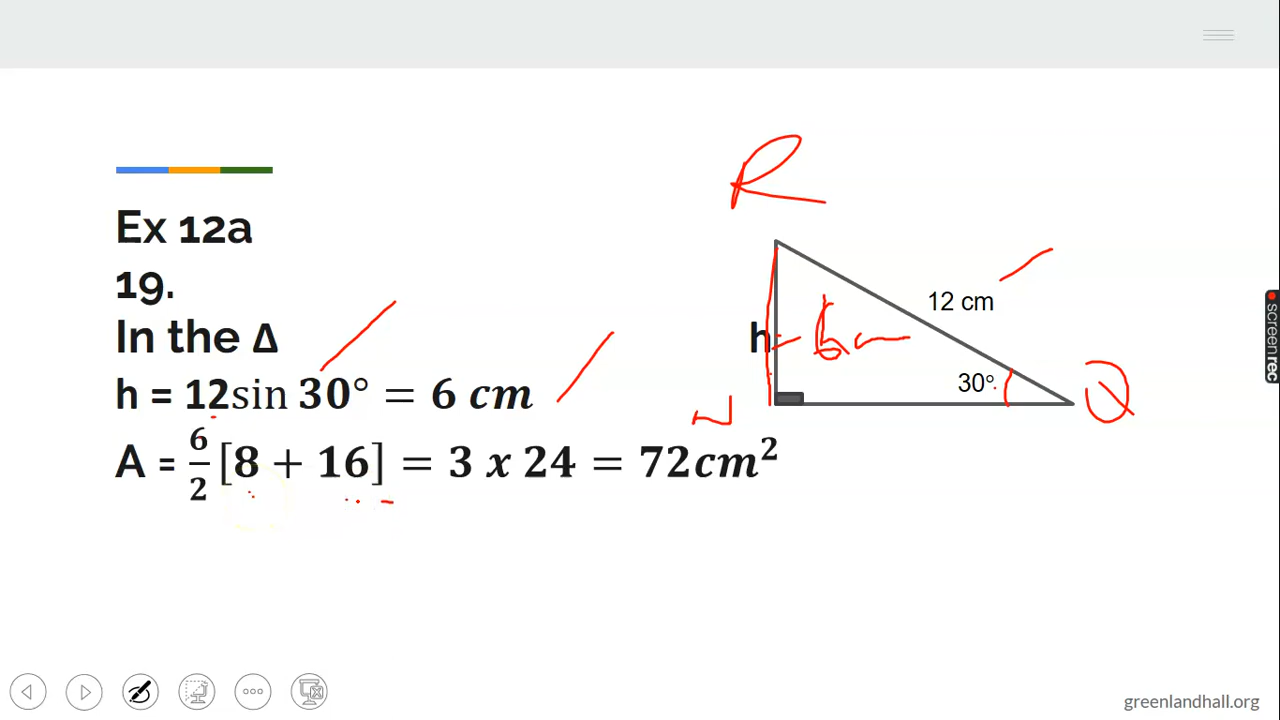 Ex 12a
19.
In the Δ
h = 12sin 30° = 6 cm
A = 6/2 [8 + 16] = 3 x 24 = 72cm²
R
12 cm
h = 6
30°
N
Q
screenrec
greenlandhall.org